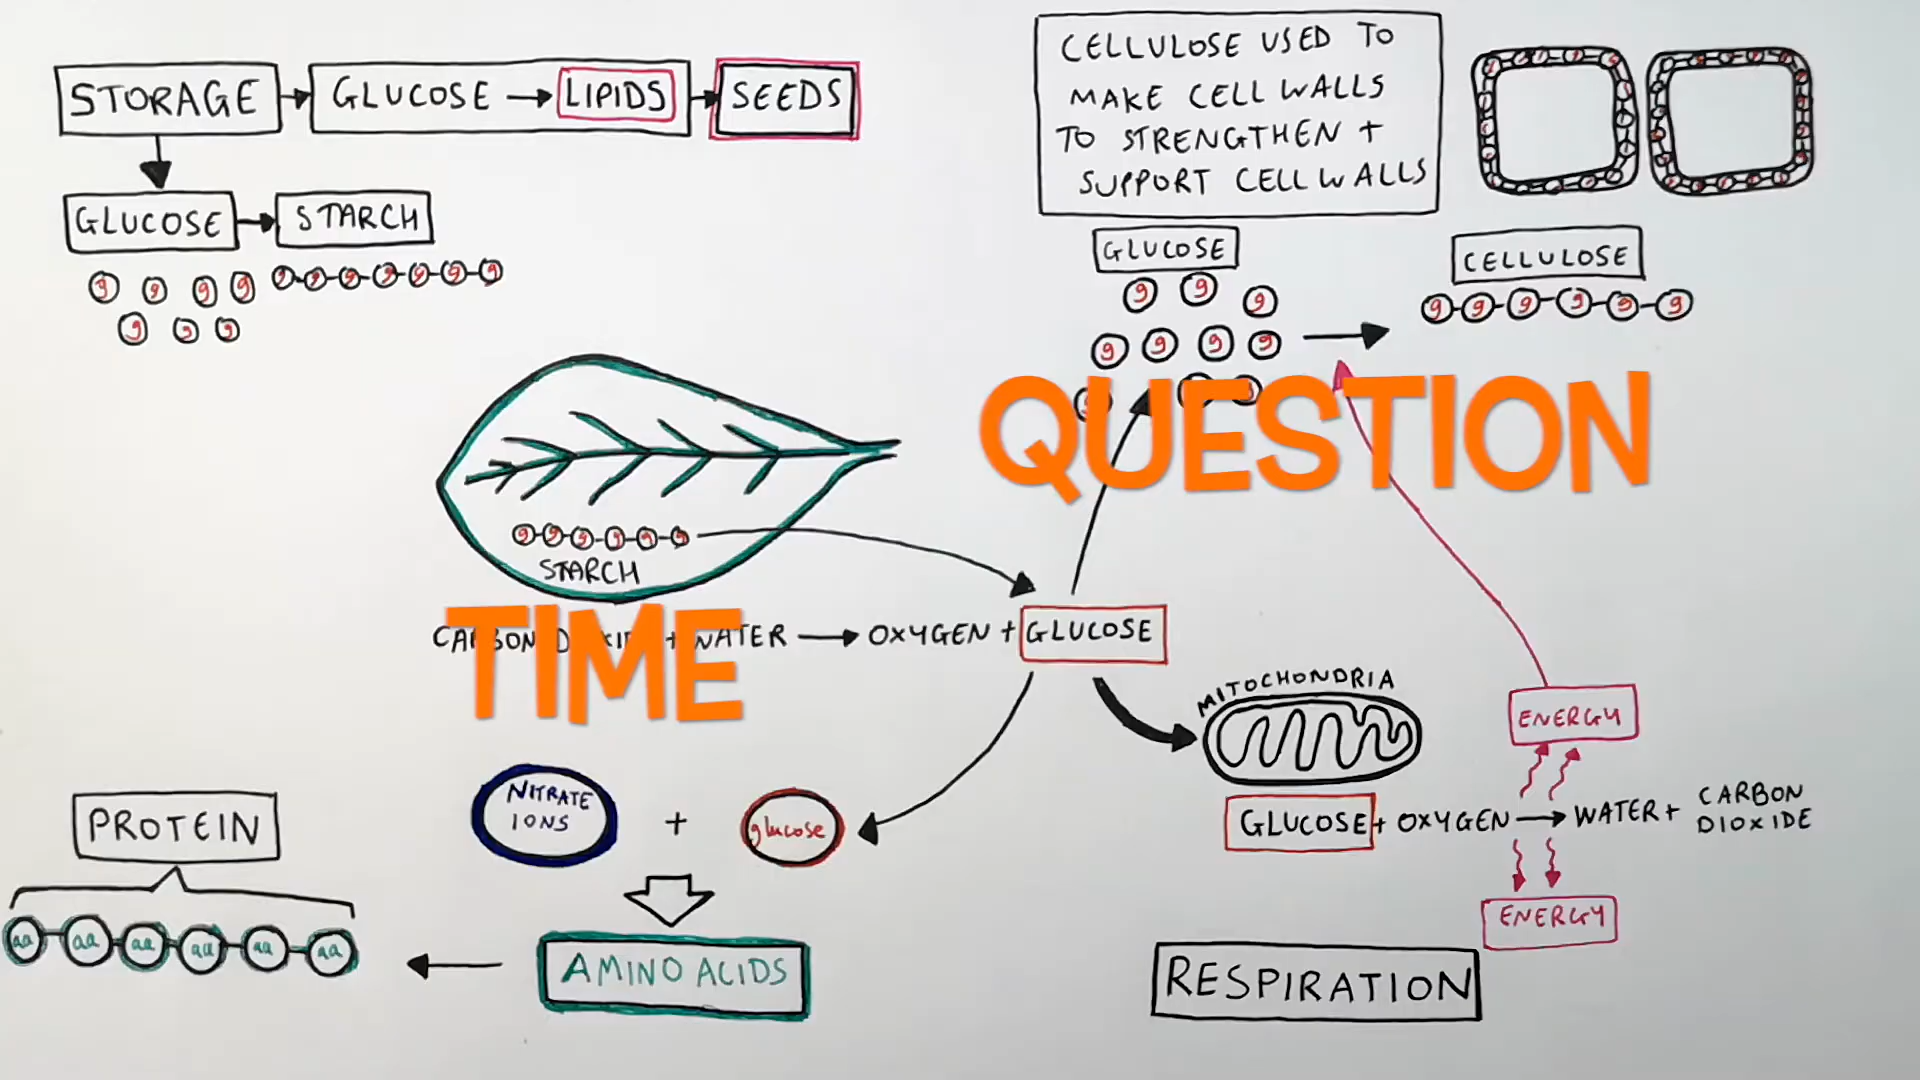 STORAGE
GLUCOSE → LIPIDS
SEEDS
GLUCOSE
STARCH
g g g g g g g g g g g
g g g
CELLULOSE USED TO
MAKE CELL WALLS
TO STRENGTHEN +
SUPPORT CELL WALLS
GLUCOSE
g g g
g g g g
CELLULOSE
g g g g g g
QUESTION
g g g g g g
STARCH
+ WATER → OXYGEN + GLUCOSE
TIME
MITOCHONDRIA
ENERGY
GLUCOSE + OXYGEN → WATER + CARBON
DIOXIDE
ENERGY
RESPIRATION
NITRATE
IONS
+
glucose
AMINO ACIDS
PROTEIN
aa aa aa aa aa aa